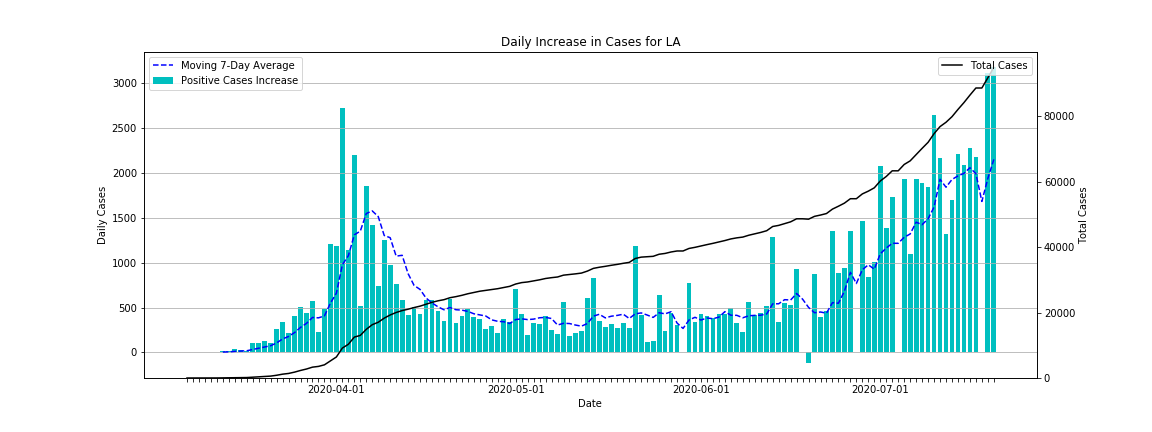 Daily Increase in Cases for LA
Moving 7-Day Average
Positive Cases Increase
Total Cases
3000
2500
2000
1500
1000
500
0
Daily Cases
80000
60000
40000
20000
0
Total Cases
2020-04-01
2020-05-01
2020-06-01
2020-07-01
Date